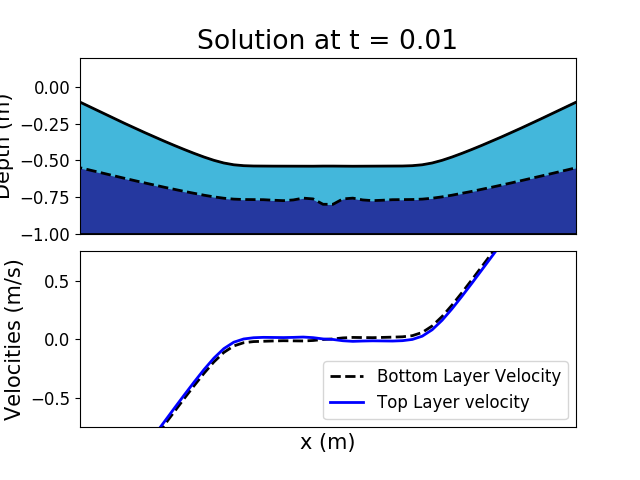 Solution at t = 0.01
Depth (m)
0.00
−0.25
−0.50
−0.75
−1.00
Velocities (m/s)
0.5
0.0
−0.5
Bottom Layer Velocity
Top Layer velocity
x (m)